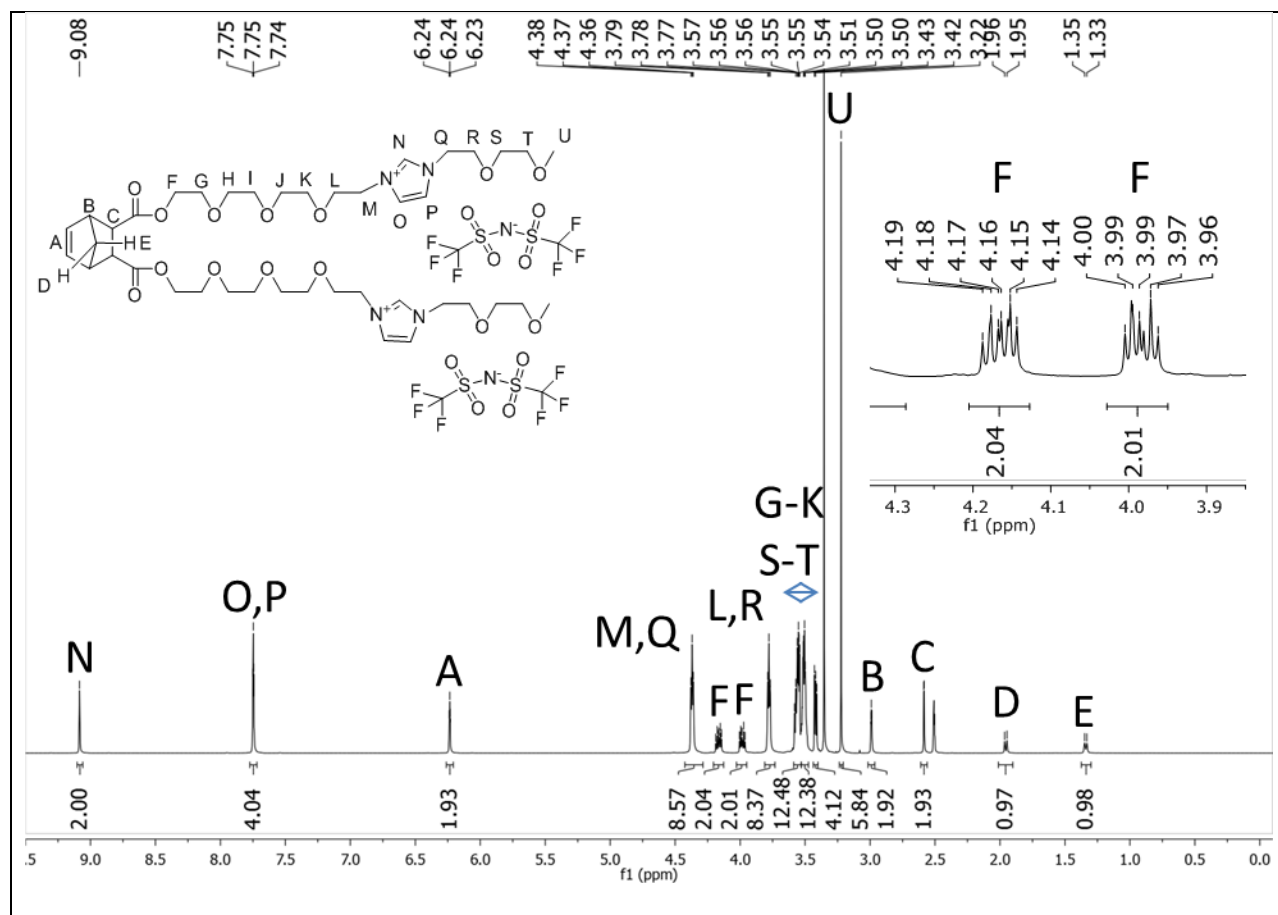 9.08
7.75
7.75
7.74
6.24
6.24
6.23
4.38
4.37
4.36
3.79
3.78
3.77
3.57
3.56
3.56
3.55
3.55
3.54
3.51
3.50
3.50
3.43
3.42
3.22
1.96
1.95
1.35
1.33
U
N Q R S T U
F G H I J K L
O O O O O N+ N O O
B C M O P
A H E
D H
O O O O O N+ N O O
O O O O
F S N- S F
F F O O F F
O O O O
F S N- S F
F F O O F F
F F
4.19
4.18
4.17
4.16
4.15
4.14
4.00
3.99
3.99
3.97
3.96
2.04
2.01
4.3 4.2 4.1 4.0 3.9
f1 (ppm)
G-K
S-T
N
O,P
A
M,Q
F F
L,R
B
C
D
E
2.00
4.04
1.93
8.57
2.04
2.01
8.37
12.48
12.38
4.12
5.84
1.92
1.93
0.97
0.98
.5 9.0 8.5 8.0 7.5 7.0 6.5 6.0 5.5 5.0 4.5 4.0 3.5 3.0 2.5 2.0 1.5 1.0 0.5 0.0
f1 (ppm)